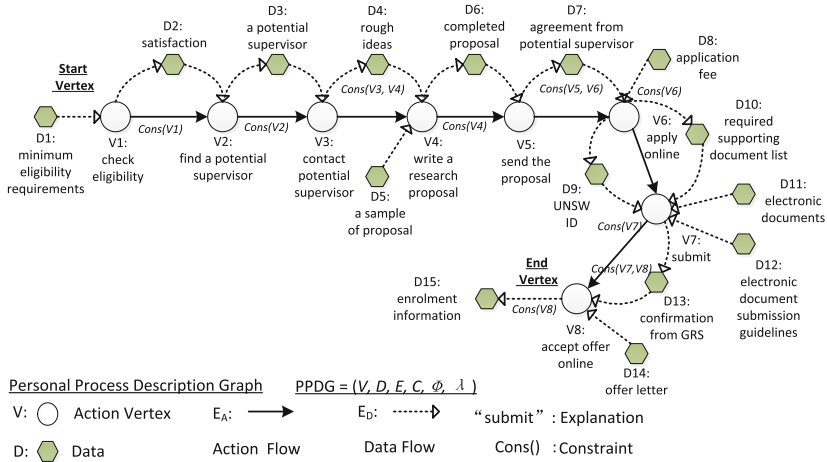 D2:
satisfaction
D3:
a potential
supervisor
D4:
rough
ideas
D6:
completed
proposal
D7:
agreement from
potential supervisor
D8:
application
fee
Start
Vertex
Cons(V3, V4)
Cons(V5, V6)
Cons(V6)
D10:
required
supporting
document list
D1:
minimum
eligibility
requirements
Cons(V1)
Cons(V2)
Cons(V4)
V1:
check
eligibility
V2:
find a potential
supervisor
V3:
contact
potential
supervisor
V4:
write a
research
proposal
V5:
send the
proposal
V6:
apply
online
D5:
a sample
of proposal
D9:
UNSW
ID
D11:
electronic
documents
Cons(V7)
V7:
submit
D12:
electronic
document
submission
guidelines
End
Vertex
Cons(V7,V8)
D15:
enrolment
information
Cons(V8)
D13:
confirmation
from GRS
V8:
accept offer
online
D14:
offer letter
Personal Process Description Graph PPDG = (V, D, E, C, Φ, λ )
V: Action Vertex EA: ED: “submit” : Explanation
D: Data Action Flow Data Flow Cons() : Constraint